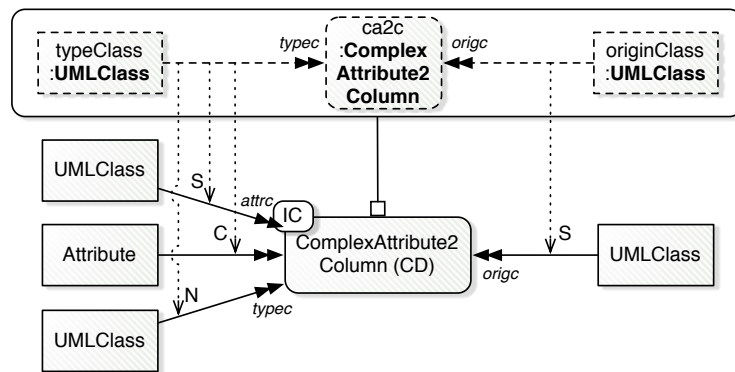 ca2c
typeClass
typec
:Complex
origc
originClass
:UMLClass
Attribute2
:UMLClass
Column
UMLClass
S
attrc
IC
Attribute
C
ComplexAttribute2
Column (CD)
S
origc
UMLClass
N
typec
UMLClass